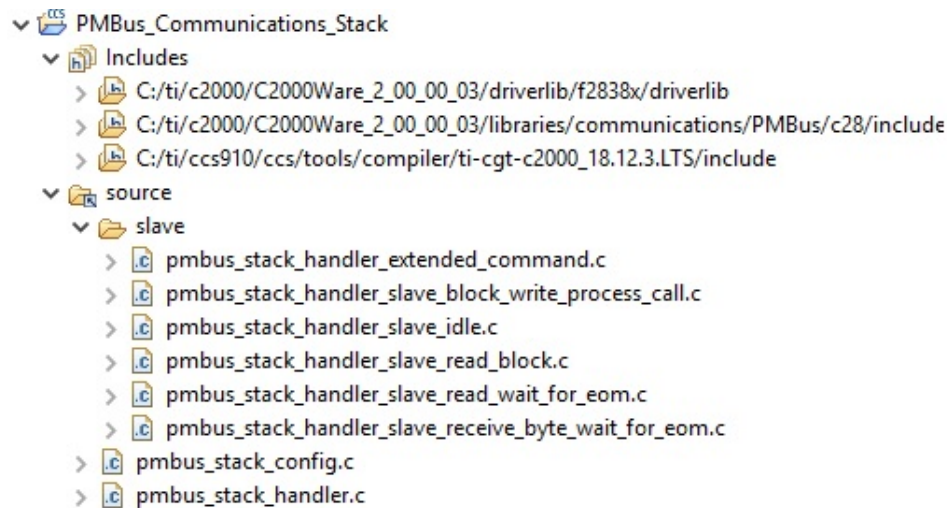 PMBus_Communications_Stack
Includes
C:/ti/c2000/C2000Ware_2_00_00_03/driverlib/f2838x/driverlib
C:/ti/c2000/C2000Ware_2_00_00_03/libraries/communications/PMBus/c28/include
C:/ti/ccs910/ccs/tools/compiler/ti-cgt-c2000_18.12.3.LTS/include
source
slave
pmbus_stack_handler_extended_command.c
pmbus_stack_handler_slave_block_write_process_call.c
pmbus_stack_handler_slave_idle.c
pmbus_stack_handler_slave_read_block.c
pmbus_stack_handler_slave_read_wait_for_eom.c
pmbus_stack_handler_slave_receive_byte_wait_for_eom.c
pmbus_stack_config.c
pmbus_stack_handler.c